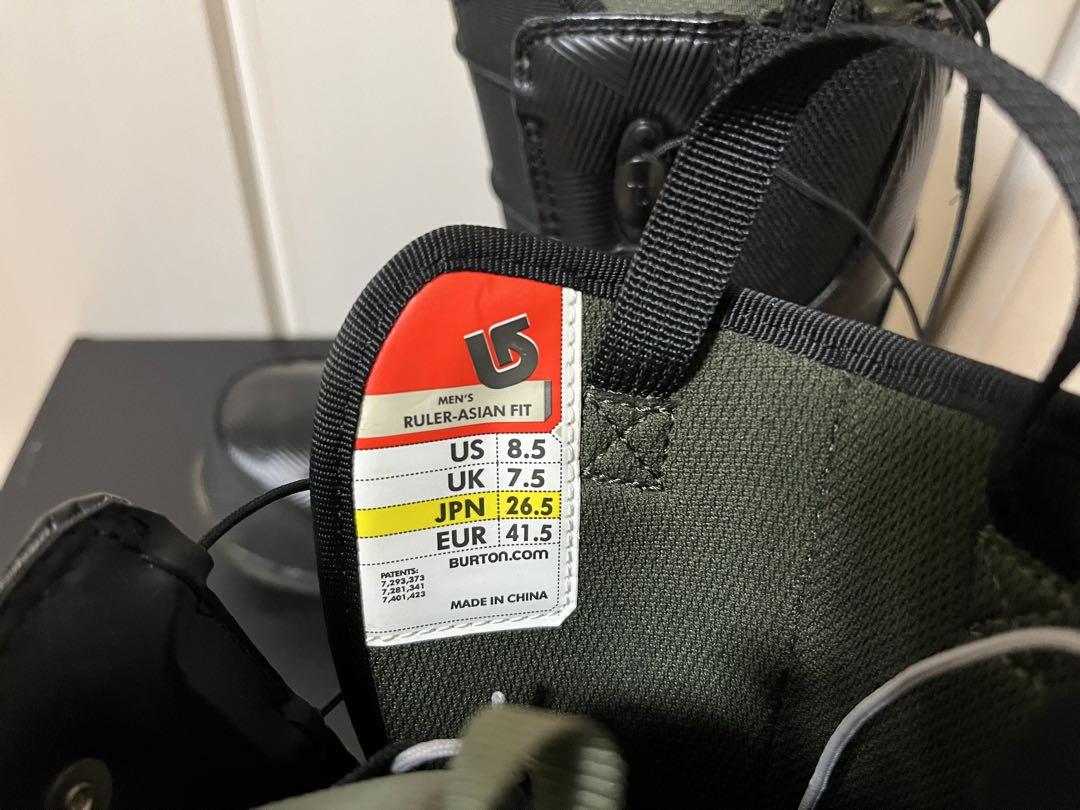 MEN'S
RULER-ASIAN FIT
US 8.5
UK 7.5
JPN 26.5
EUR 41.5
BURTON.COM
PATENTS:
7,293,373
7,281,341
7,401,423
MADE IN CHINA